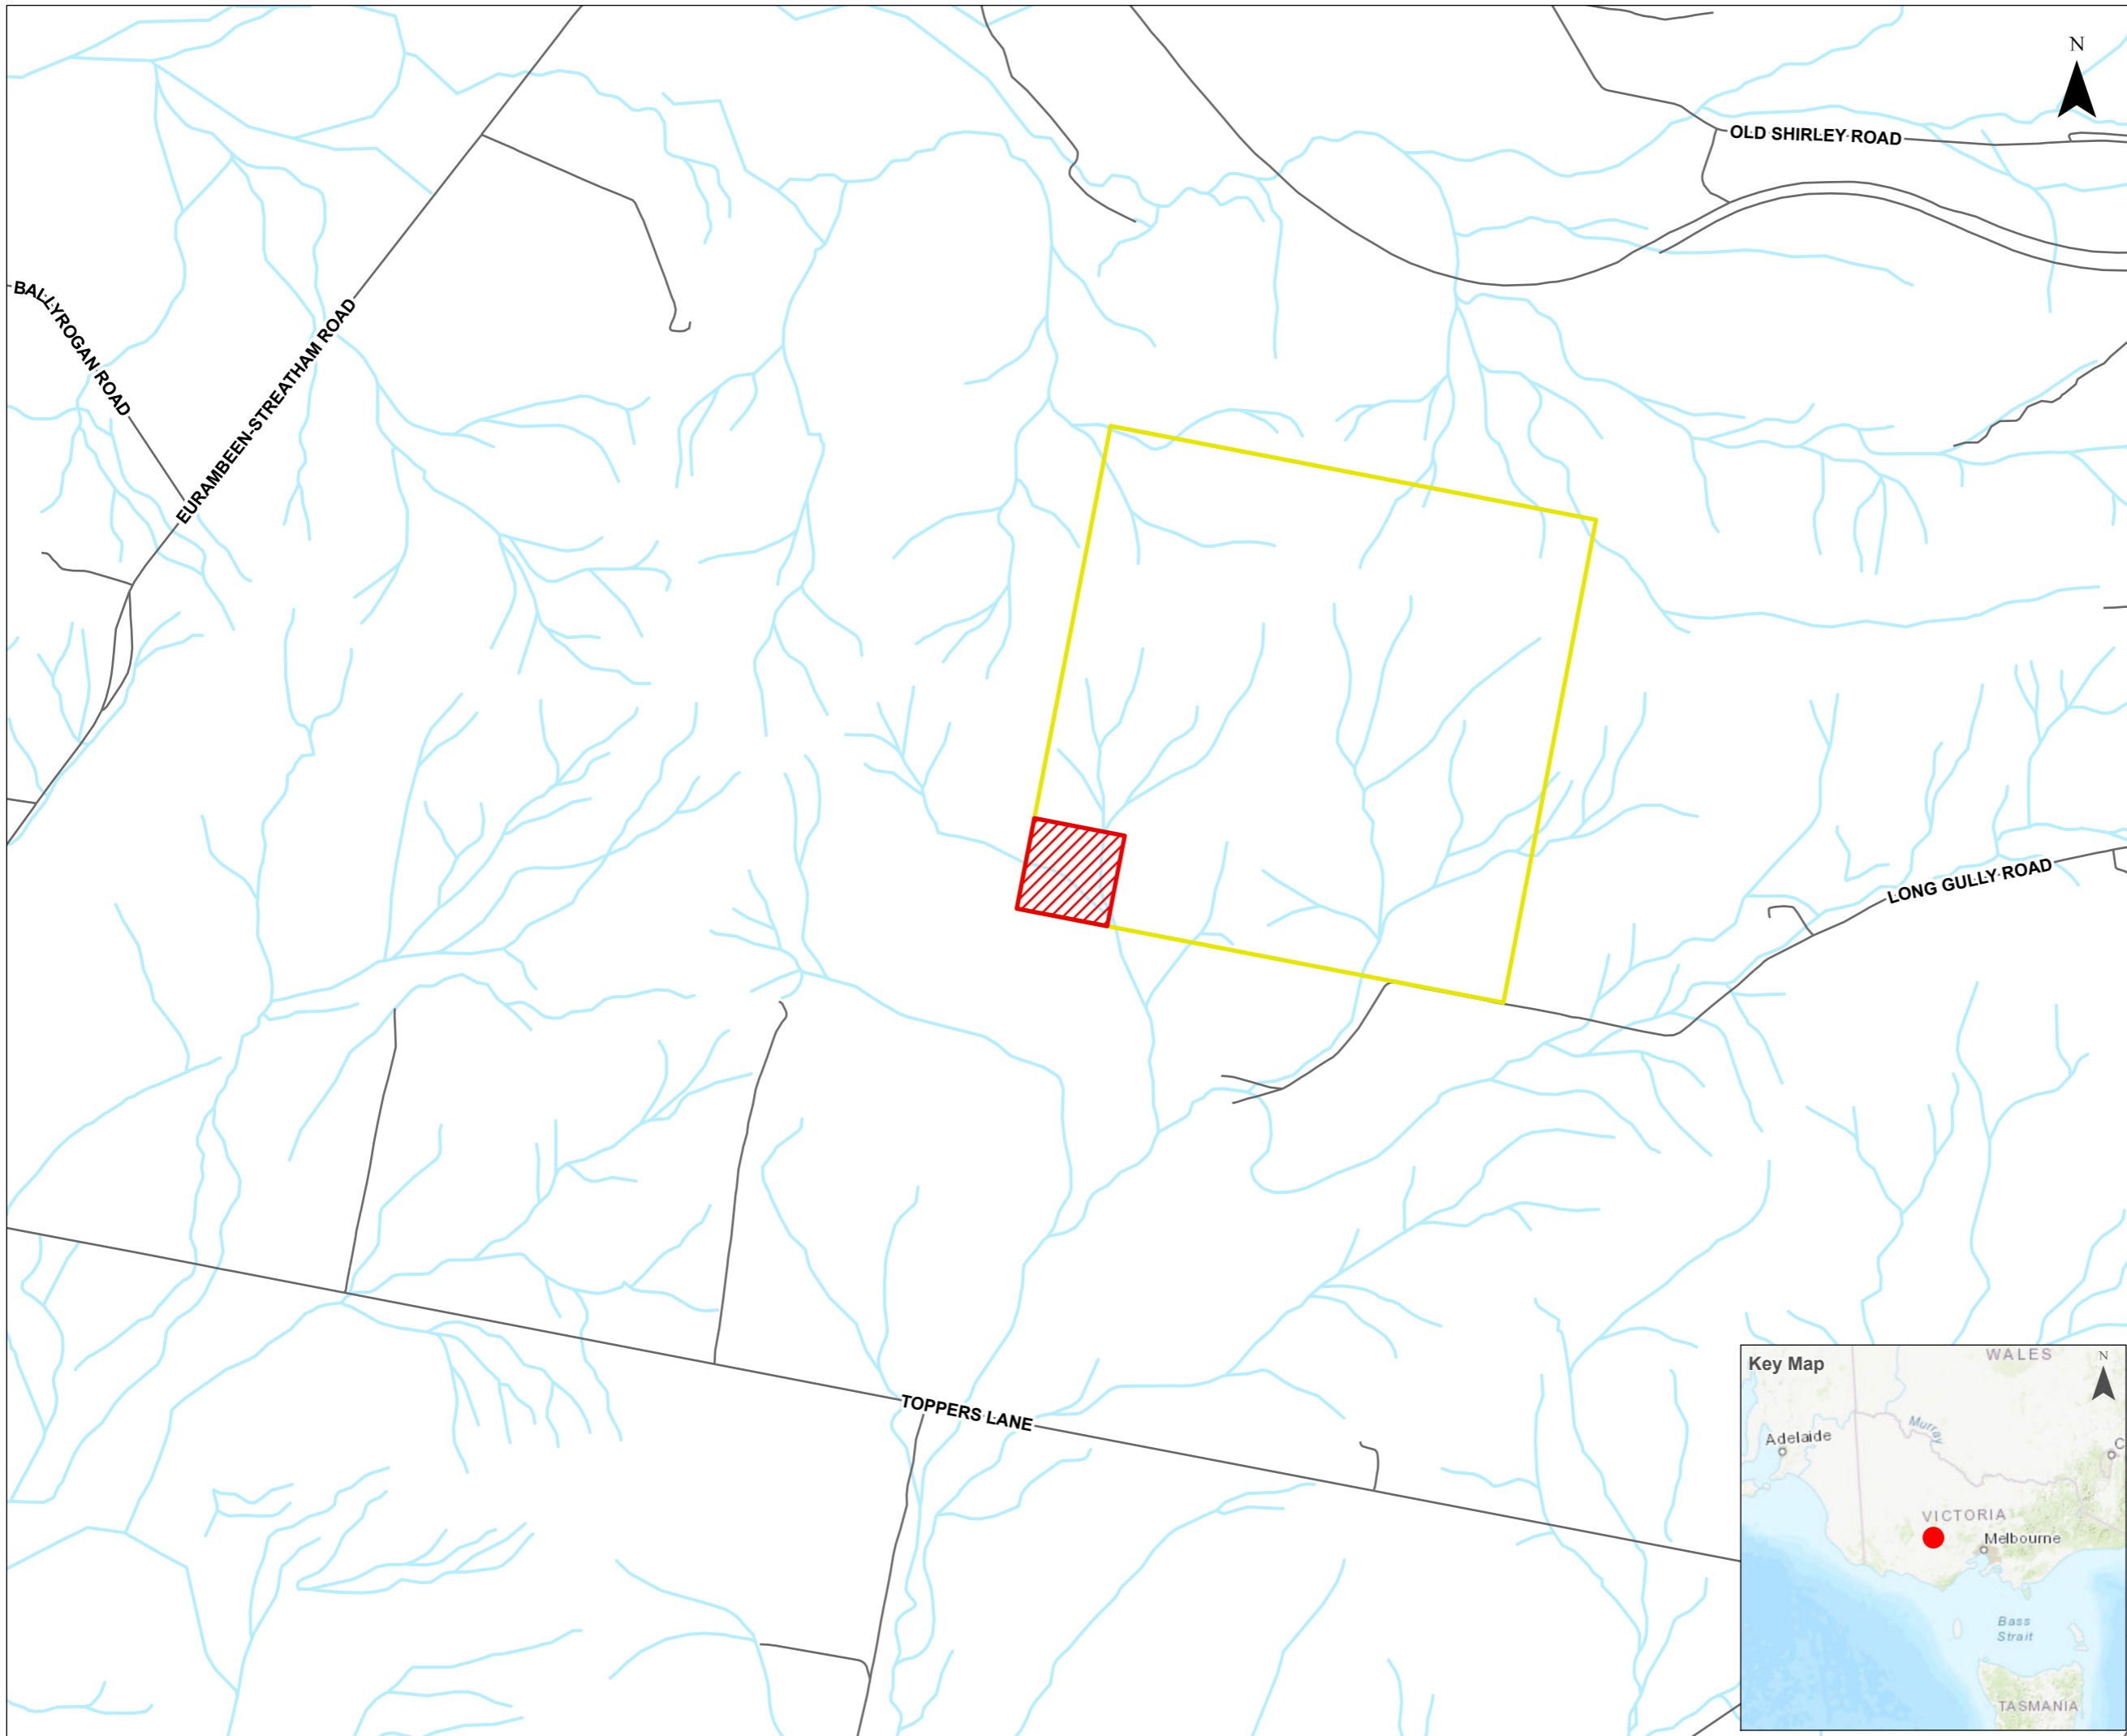 N
OLD SHIRLEY ROAD
BALLYROGAN ROAD
EURAMBEEN-STREATHAM ROAD
LONG GULLY ROAD
TOPPERS LANE
Key Map
WALES
N
Murray
Adelaide
C
VICTORIA
Melbourne
Bass
Strait
TASMANIA